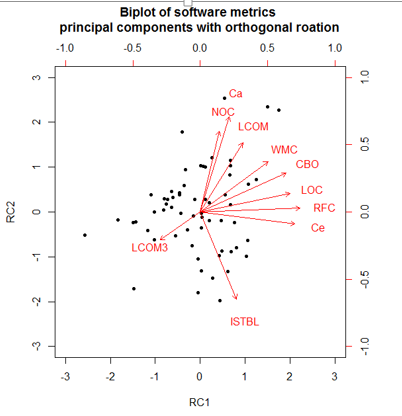 Biplot of software metrics
principal components with orthogonal roation
-1.0 -0.5 0.0 0.5 1.0
Ca
NOC
LCOM
WMC
CBO
LOC
RFC
Ce
LCOM3
ISTBL
3
2
1
0
-1
-2
-3
RC2
1.0
0.5
0.0
-0.5
-1.0
-3 -2 -1 0 1 2 3
RC1